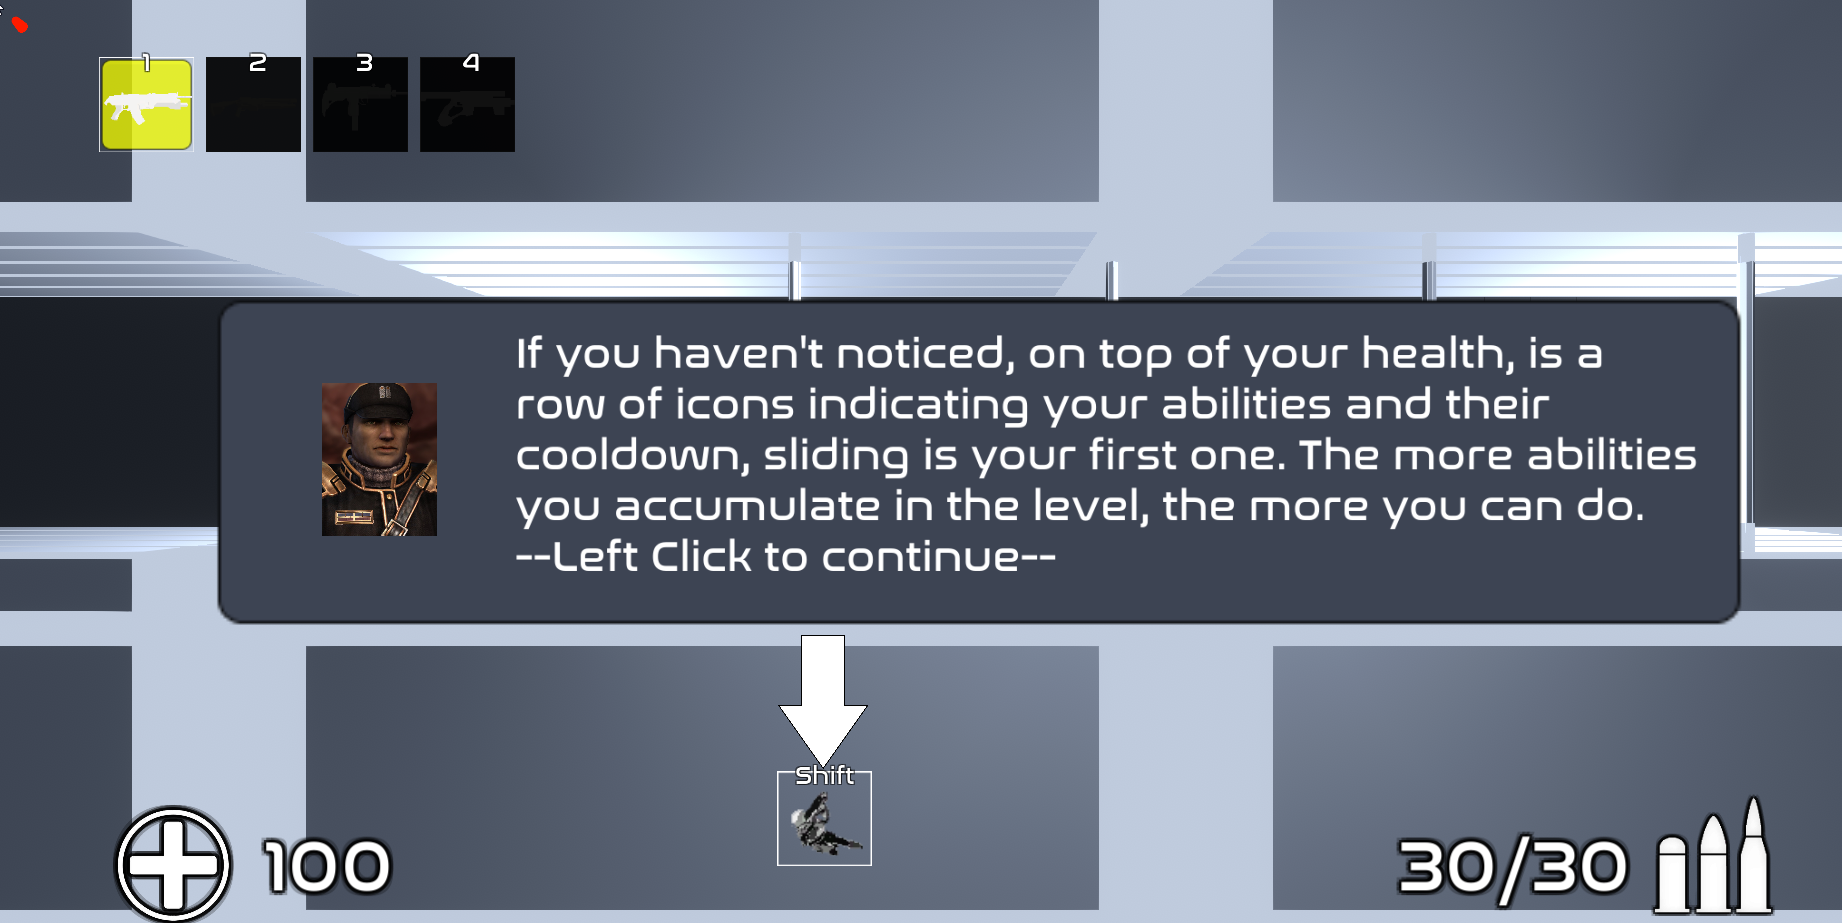 1 2 3 4
If you haven't noticed, on top of your health, is a
row of icons indicating your abilities and their
cooldown, sliding is your first one. The more abilities
you accumulate in the level, the more you can do.
--Left Click to continue--
Shift
100
30/30